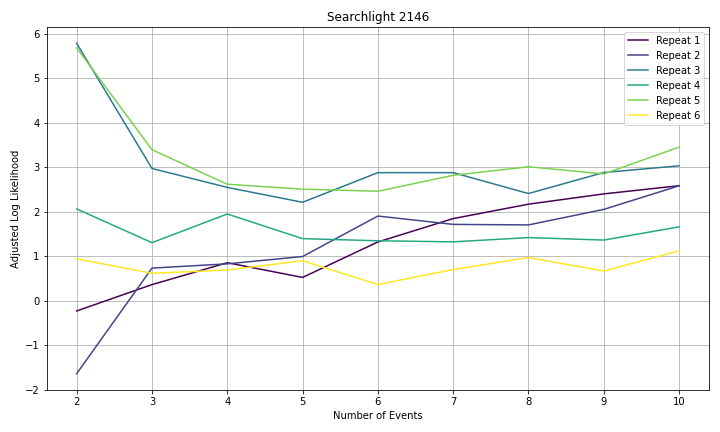 Searchlight 2146
Adjusted Log Likelihood
6
5
4
3
2
1
0
−1
−2
Repeat 1
Repeat 2
Repeat 3
Repeat 4
Repeat 5
Repeat 6
2 3 4 5 6 7 8 9 10
Number of Events